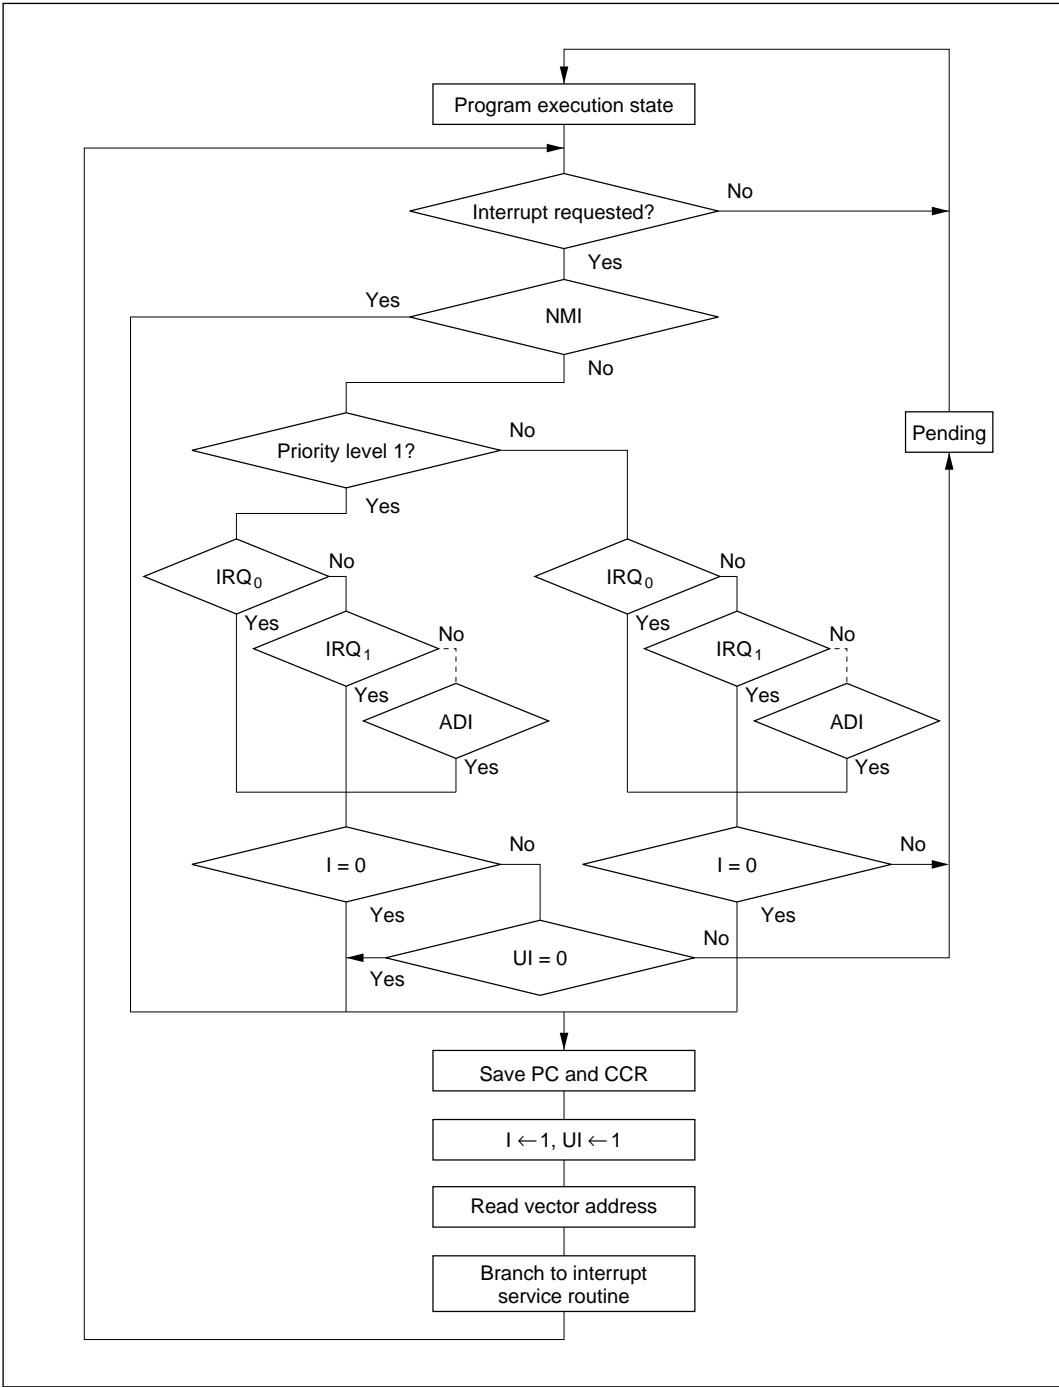 Program execution state
No
Interrupt requested?
Yes
Yes
NMI
No
No
Priority level 1?
Pending
Yes
No
No
IRQ0
IRQ0
Yes
No
Yes
No
IRQ1
IRQ1
Yes
Yes
ADI
ADI
Yes
Yes
No
No
I = 0
I = 0
Yes
Yes
No
UI = 0
Yes
Save PC and CCR
I ← 1, UI ← 1
Read vector address
Branch to interrupt
service routine